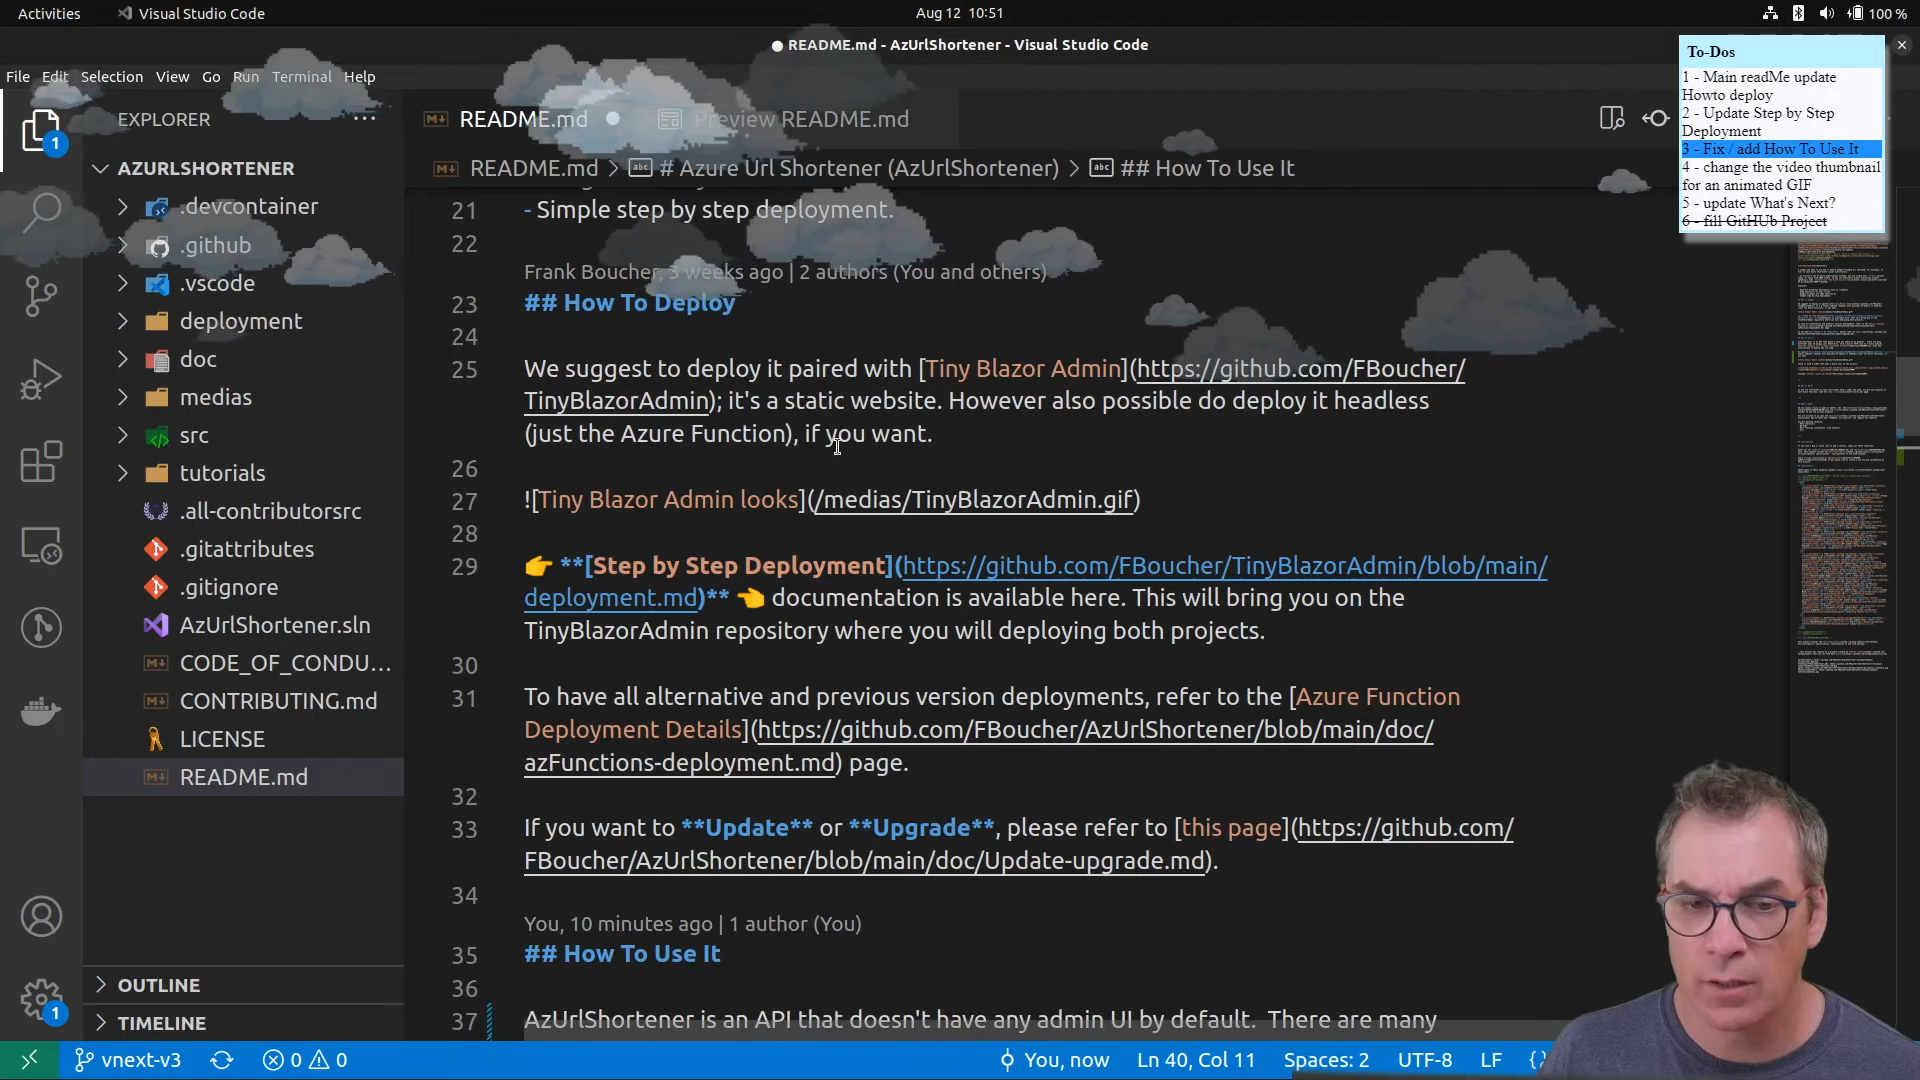 Activities
Visual Studio Code
Aug 12 10:51
100 %
README.md - AzUrlShortener - Visual Studio Code
File Edit Selection View Go Run Terminal Help
To-Dos
1 - Main readMe update
Howto deploy
2 - Update Step by Step
Deployment
3 - Fix / add How To Use It
4 - change the video thumbnail
for an animated GIF
5 - update What's Next?
6 - fill GitHUb Project
EXPLORER
README.md
Preview README.md
README.md > # Azure Url Shortener (AzUrlShortener) > ## How To Use It
1
AZURLSHORTENER
.devcontainer
.github
.vscode
deployment
doc
medias
src
tutorials
.all-contributorsrc
.gitattributes
.gitignore
AzUrlShortener.sln
CODE_OF_CONDU...
CONTRIBUTING.md
LICENSE
README.md
OUTLINE
TIMELINE
1
21 - Simple step by step deployment.
22
Frank Boucher, 3 weeks ago | 2 authors (You and others)
23 ## How To Deploy
24
25 We suggest to deploy it paired with [Tiny Blazor Admin](https://github.com/FBoucher/
TinyBlazorAdmin); it's a static website. However also possible do deploy it headless
(just the Azure Function), if you want.
26
27 ![Tiny Blazor Admin looks](/medias/TinyBlazorAdmin.gif)
28
29 👉 **[Step by Step Deployment](https://github.com/FBoucher/TinyBlazorAdmin/blob/main/
deployment.md)** 👈 documentation is available here. This will bring you on the
TinyBlazorAdmin repository where you will deploying both projects.
30
31 To have all alternative and previous version deployments, refer to the [Azure Function
Deployment Details](https://github.com/FBoucher/AzUrlShortener/blob/main/doc/
azFunctions-deployment.md) page.
32
33 If you want to **Update** or **Upgrade**, please refer to [this page](https://github.com/
FBoucher/AzUrlShortener/blob/main/doc/Update-upgrade.md).
34
You, 10 minutes ago | 1 author (You)
35 ## How To Use It
36
37 AzUrlShortener is an API that doesn't have any admin UI by default.  There are many
vnext-v3
0 0
You, now
Ln 40, Col 11
Spaces: 2
UTF-8
LF